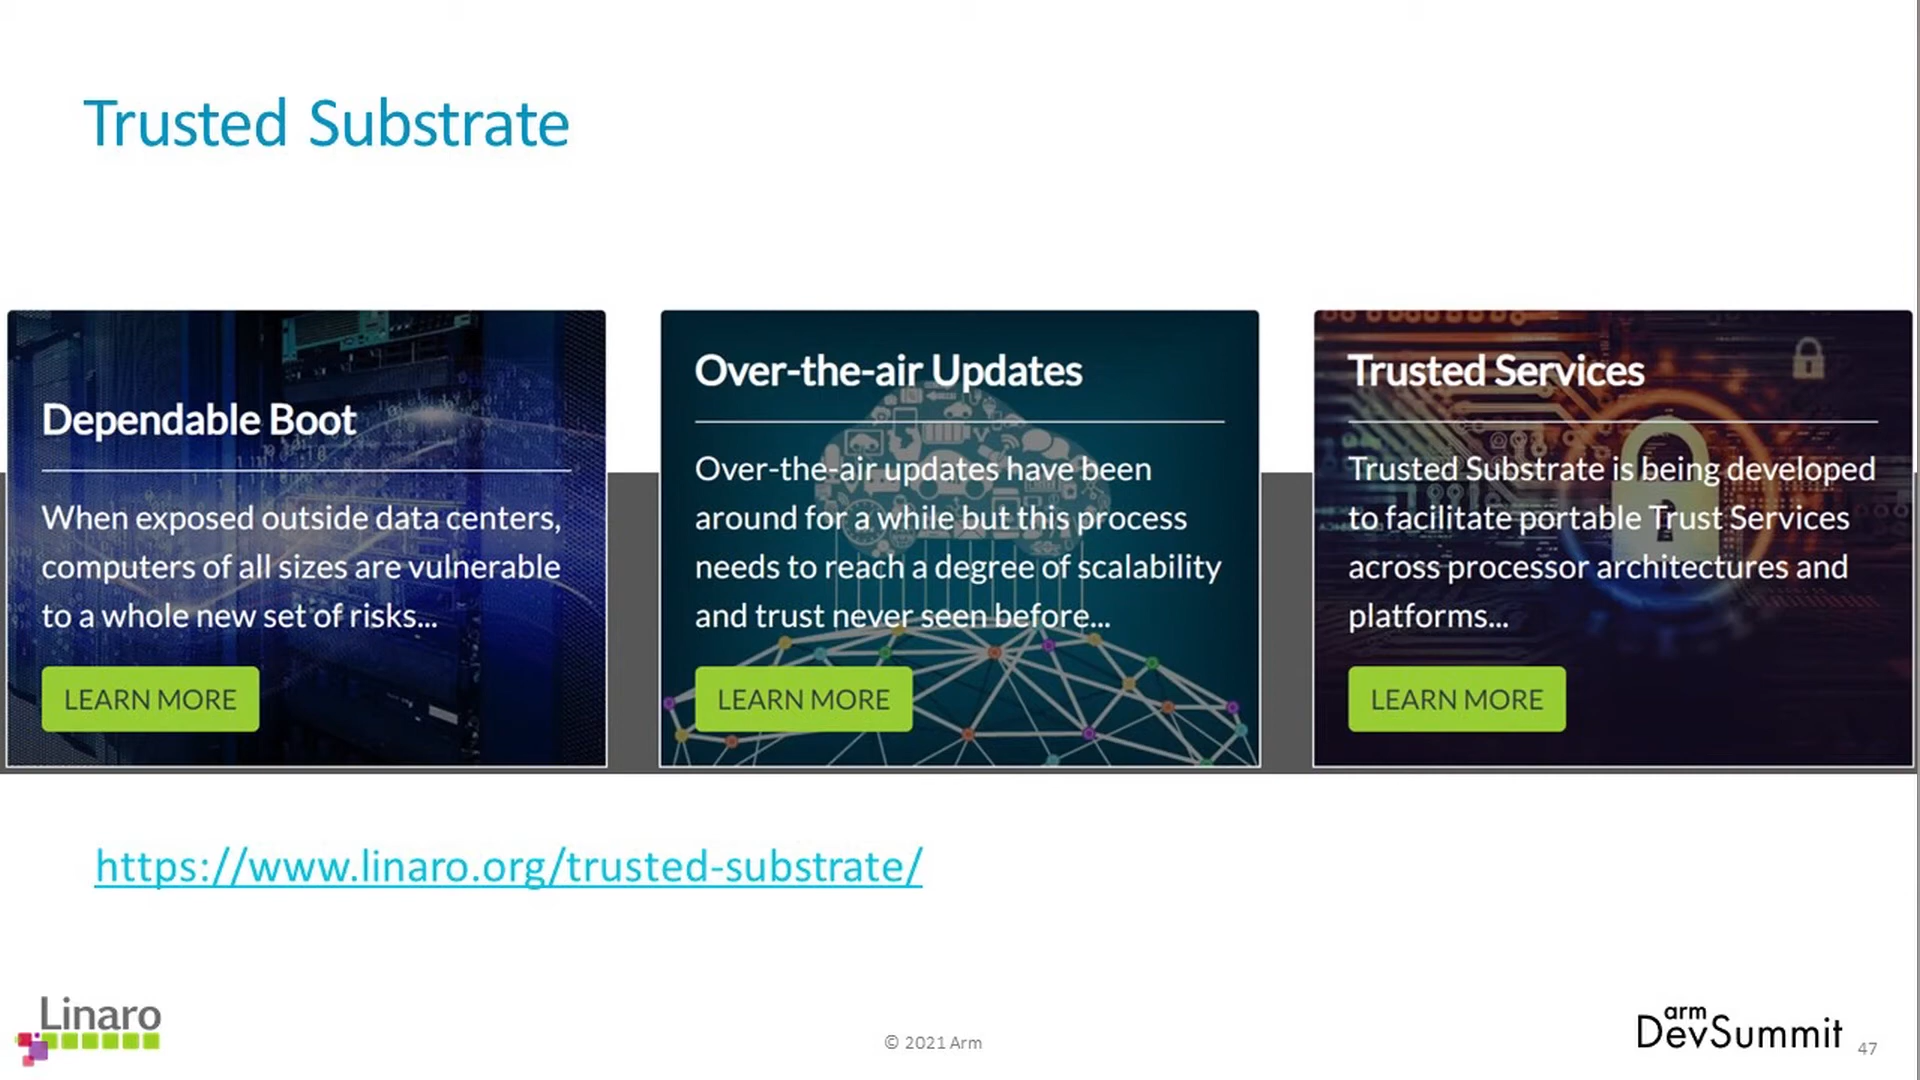 Trusted Substrate
Dependable Boot
When exposed outside data centers,
computers of all sizes are vulnerable
to a whole new set of risks...
LEARN MORE
Over-the-air Updates
Over-the-air updates have been
around for a while but this process
needs to reach a degree of scalability
and trust never seen before...
LEARN MORE
Trusted Services
Trusted Substrate is being developed
to facilitate portable Trust Services
across processor architectures and
platforms...
LEARN MORE
https://www.linaro.org/trusted-substrate/
Linaro
© 2021 Arm
arm
DevSummit
47